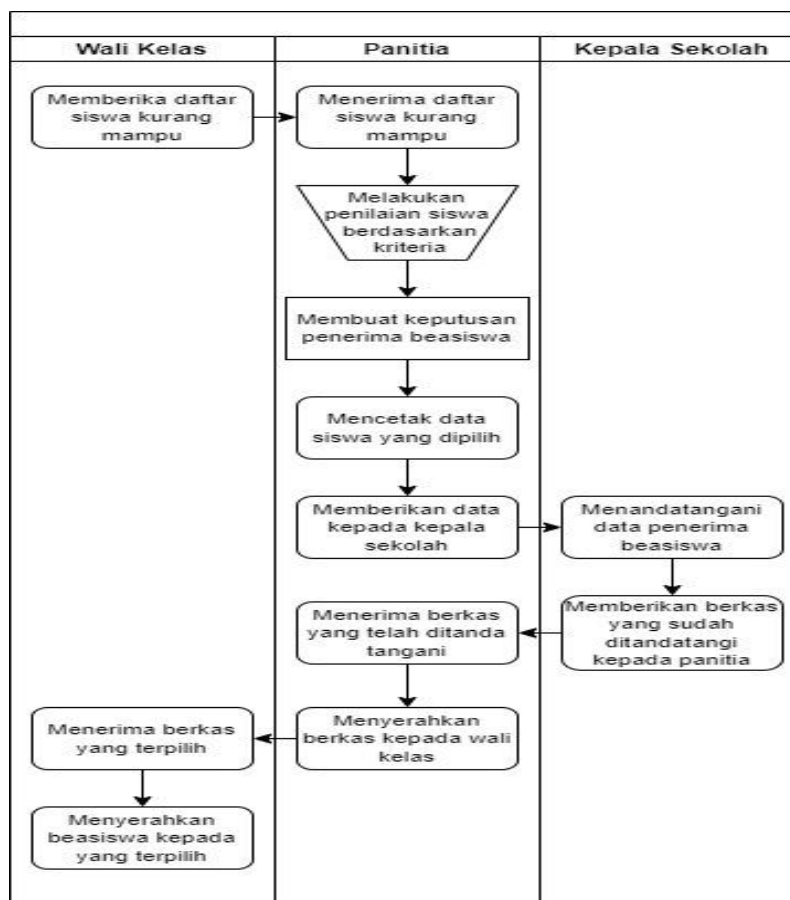 Wali Kelas
Panitia
Kepala Sekolah
Memberika daftar
siswa kurang
mampu
Menerima daftar
siswa kurang
mampu
Melakukan
penilaian siswa
berdasarkan
kriteria
Membuat keputusan
penerima beasiswa
Mencetak data
siswa yang dipilih
Memberikan data
kepada kepala
sekolah
Menandatangani
data penerima
beasiswa
Memberikan berkas
yang sudah
ditandatangi
kepada panitia
Menerima berkas
yang telah ditanda
tangani
Menyerahkan
berkas kepada wali
kelas
Menerima berkas
yang terpilih
Menyerahkan
beasiswa kepada
yang terpilih